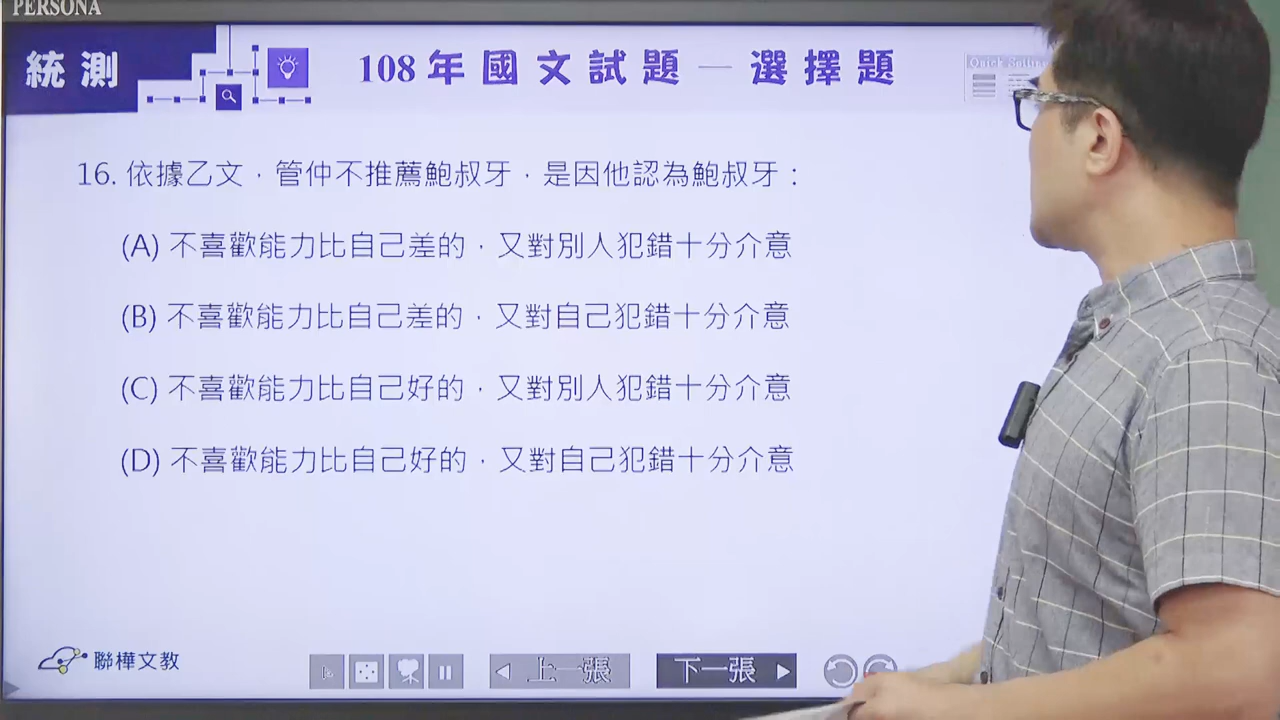 PERSONA
統測
108年國文試題—選擇題
16. 依據乙文，管仲不推薦鮑叔牙，是因他認為鮑叔牙：
(A) 不喜歡能力比自己差的，又對別人犯錯十分介意
(B) 不喜歡能力比自己差的，又對自己犯錯十分介意
(C) 不喜歡能力比自己好的，又對別人犯錯十分介意
(D) 不喜歡能力比自己好的，又對自己犯錯十分介意
聯樺文教
上一張
下一張